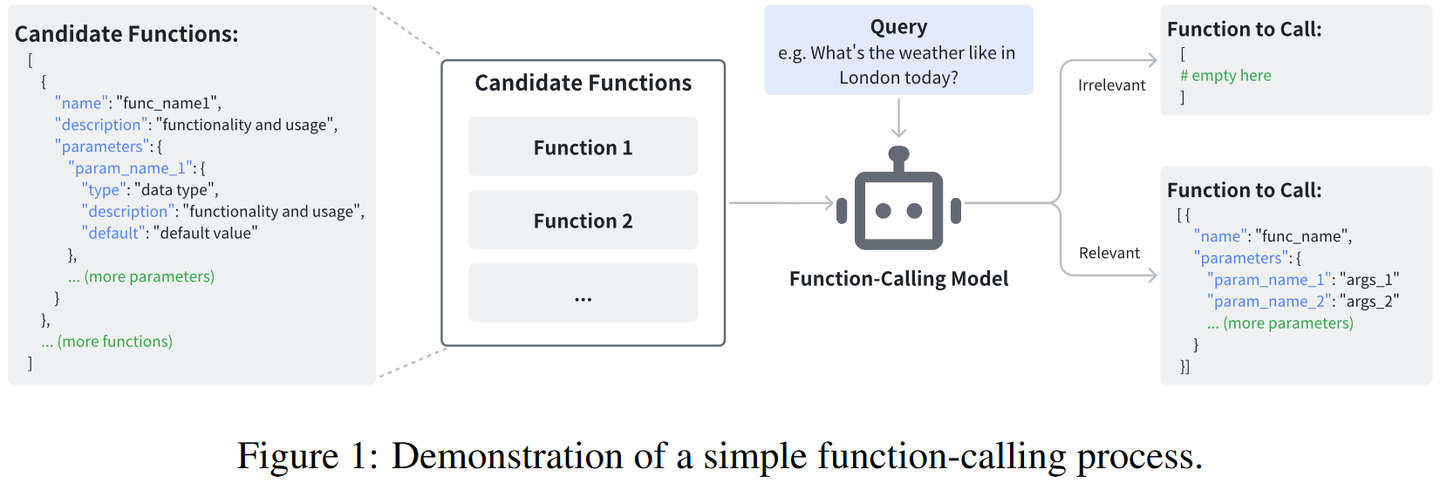 Candidate Functions:
[
{
"name": "func_name1",
"description": "functionality and usage",
"parameters": {
"param_name_1": {
"type": "data type",
"description": "functionality and usage",
"default": "default value"
},
... (more parameters)
}
},
... (more functions)
]
Candidate Functions
Function 1
Function 2
...
Query
e.g. What's the weather like in
London today?
Function-Calling Model
Irrelevant
Relevant
Function to Call:
[
# empty here
]
Function to Call:
[ {
"name": "func_name",
"parameters": {
"param_name_1": "args_1"
"param_name_2": "args_2"
... (more parameters)
}
}]
Figure 1: Demonstration of a simple function-calling process.